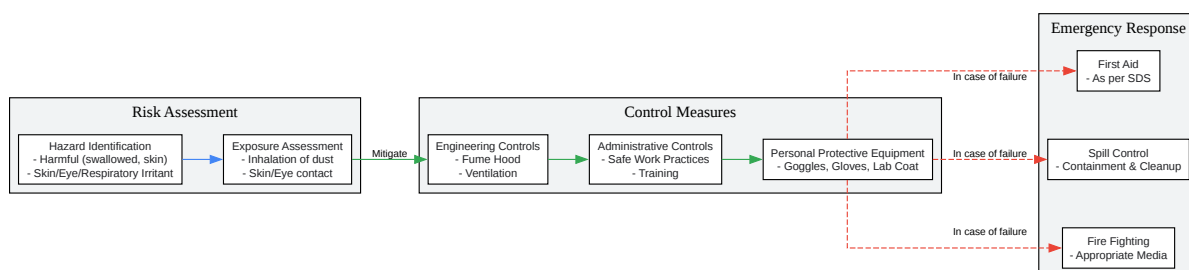 Risk Assessment
Hazard Identification
- Harmful (swallowed, skin)
- Skin/Eye/Respiratory Irritant
Exposure Assessment
- Inhalation of dust
- Skin/Eye contact
Mitigate
Control Measures
Engineering Controls
- Fume Hood
- Ventilation
Administrative Controls
- Safe Work Practices
- Training
Personal Protective Equipment
- Goggles, Gloves, Lab Coat
In case of failure
In case of failure
In case of failure
Emergency Response
First Aid
- As per SDS
Spill Control
- Containment & Cleanup
Fire Fighting
- Appropriate Media